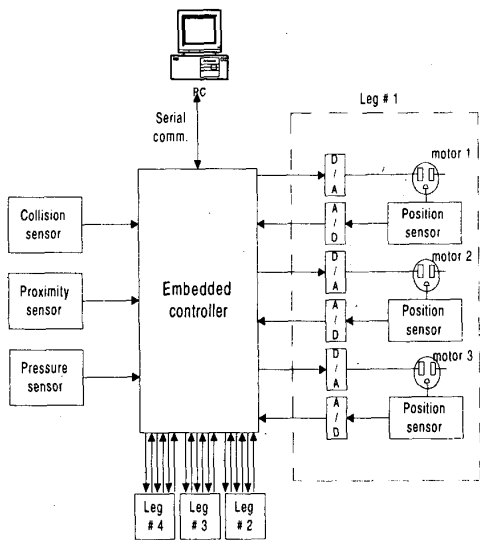 PC
Serial
comm.
Leg # 1
Collision
sensor
Proximity
sensor
Pressure
sensor
Embedded
controller
D
/
A
motor 1
A
/
D
Position
sensor
D
/
A
motor 2
A
/
D
Position
sensor
D
/
A
motor 3
A
/
D
Position
sensor
Leg
# 4
Leg
# 3
Leg
# 2